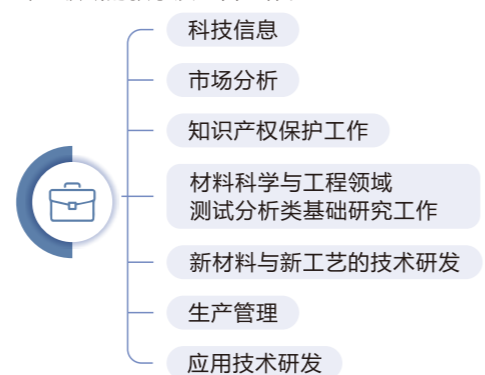 科技信息
市场分析
知识产权保护工作
材料科学与工程领域
测试分析类基础研究工作
新材料与新工艺的技术研发
生产管理
应用技术研发